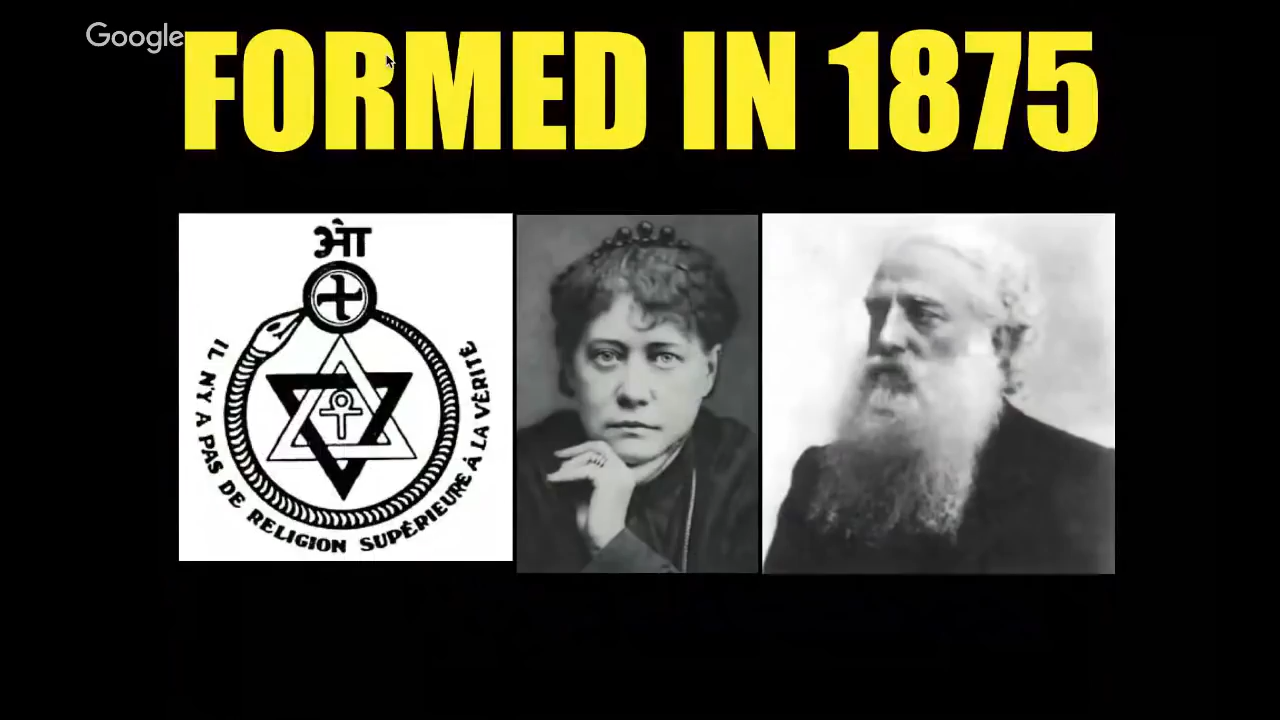 Google
FORMED IN 1875
ओं
IL N'Y A PAS DE RELIGION SUPÉRIEURE À LA VÉRITÉ